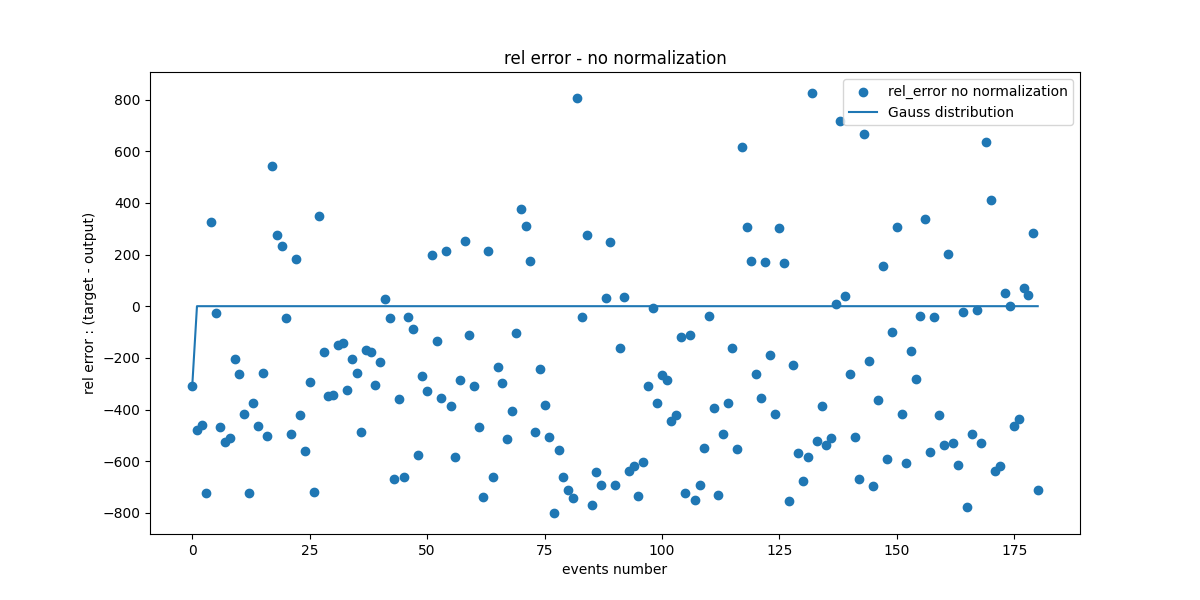 rel error - no normalization
rel_error no normalization
Gauss distribution
rel error : (target - output)
800
600
400
200
0
−200
−400
−600
−800
0 25 50 75 100 125 150 175
events number